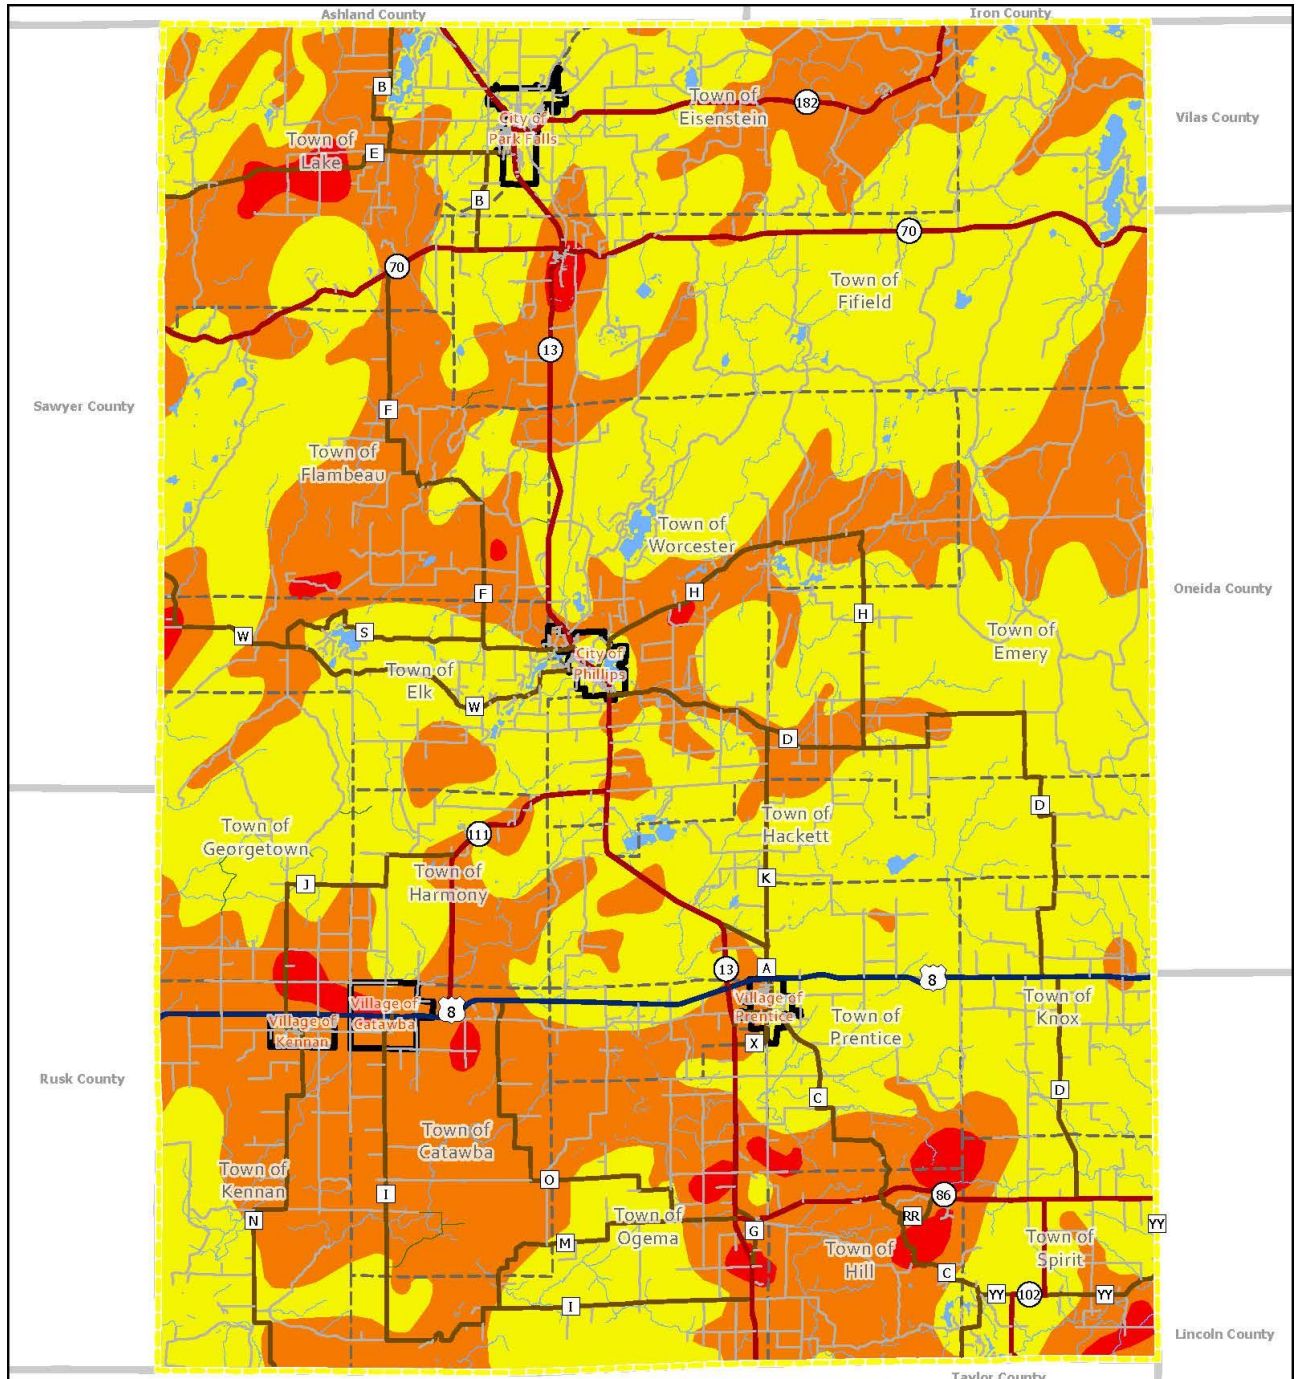 Ashland County
Iron County
B
182
Town of
Eisenstein
City of
Park Falls
Vilas County
Town of
Lake
E
B
70
70
Town of
Fifield
13
Sawyer County
F
Town of
Flambeau
Town of
Worcester
F
H
H
Oneida County
W
S
Town of
Emery
City of
Phillips
Town of
Elk
W
D
D
Town of
Georgetown
111
Town of
Hackett
Town of
Harmony
J
K
13
A
8
8
Village of
Catawba
Village of
Kennan
Village of
Prentice
Town of
Prentice
Town of
Knox
X
Rusk County
C
D
Town of
Catawba
Town of
Kennan
N
I
O
86
RR
Town of
Ogema
G
M
YY
Town of
Hill
Town of
Spirit
C
YY
102
YY
I
Lincoln County
Taylor County